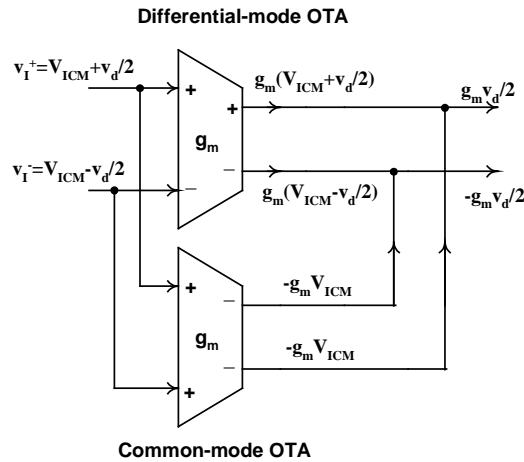 Differential-mode OTA
v_I^+=V_ICM+v_d/2
g_m(V_ICM+v_d/2)
g_m v_d/2
+
+
g_m
v_I^-=V_ICM-v_d/2
−
−
g_m(V_ICM-v_d/2)
-g_m v_d/2
+
−
-g_m V_ICM
g_m
−
-g_m V_ICM
+
Common-mode OTA